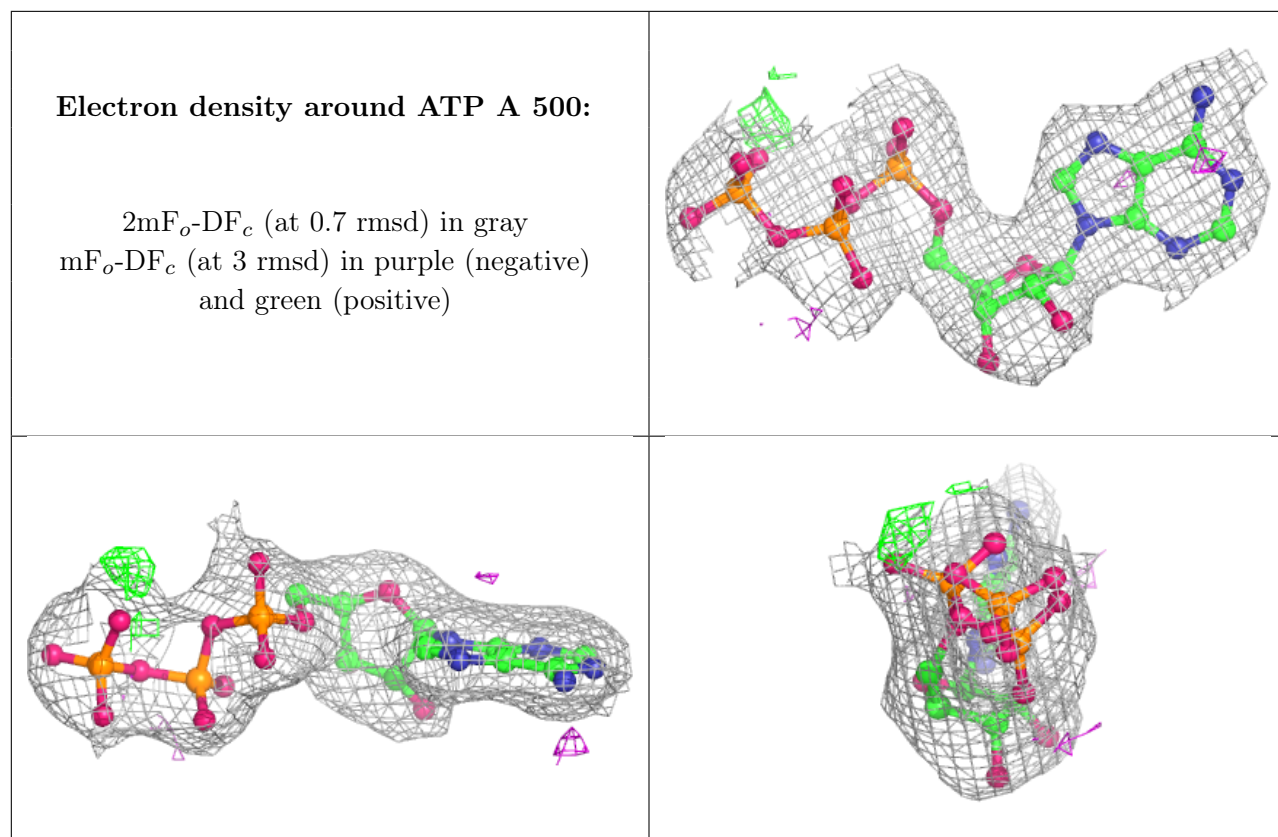 Electron density around ATP A 500:
2mFo-DFc (at 0.7 rmsd) in gray
mFo-DFc (at 3 rmsd) in purple (negative)
and green (positive)